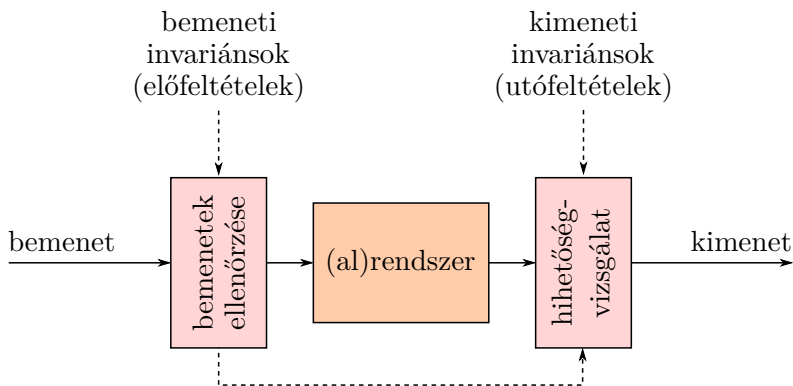 bemeneti
invariánsok
(előfeltételek)
kimeneti
invariánsok
(utófeltételek)
bemenet
bemenetek
ellenőrzése
(al)rendszer
hihetőség-
vizsgálat
kimenet